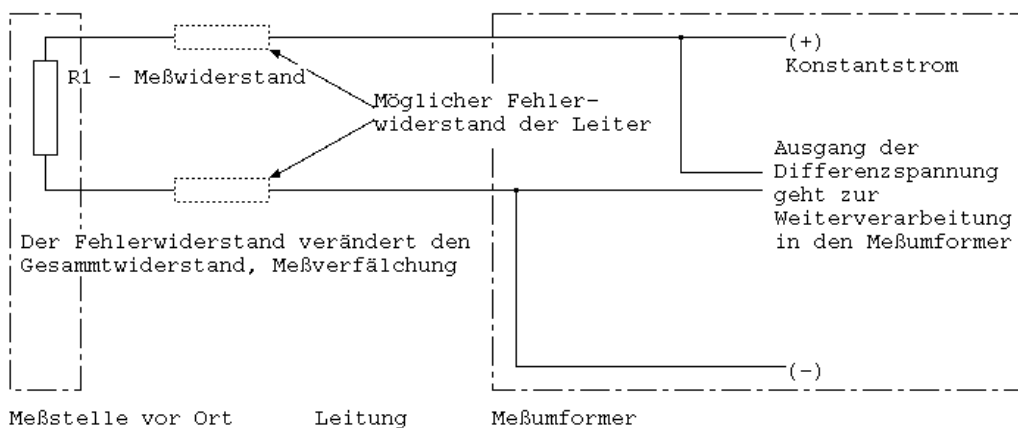 (+)
Konstantstrom
R1 - Meßwiderstand
Möglicher Fehler-
widerstand der Leiter
Ausgang der
Differenzspannung
geht zur
Weiterverarbeitung
in den Meßumformer
Der Fehlerwiderstand verändert den
Gesammtwiderstand, Meßverfälchung
(-)
Meßstelle vor Ort
Leitung
Meßumformer